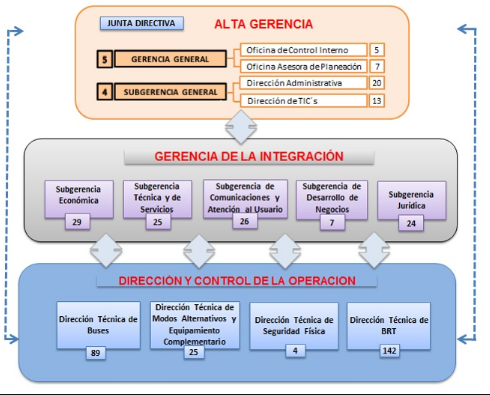 JUNTA DIRECTIVA
ALTA GERENCIA
5
GERENCIA GENERAL
Oficina de Control Interno
5
Oficina Asesora de Planeación
7
4
SUBGERENCIA GENERAL
Dirección Administrativa
20
Dirección de TIC´s
13
GERENCIA DE LA INTEGRACIÓN
Subgerencia
Económica
29
Subgerencia
Técnica y de
Servicios
25
Subgerencia de
Comunicaciones y
Atención al Usuario
26
Subgerencia de
Desarrollo de
Negocios
7
Subgerencia
Jurídica
24
DIRECCIÓN Y CONTROL DE LA OPERACION
Dirección Técnica de
Buses
89
Dirección Técnica de
Modos Alternativos y
Equipamiento
Complementario
25
Dirección Técnica de
Seguridad Física
4
Dirección Técnica de
BRT
142